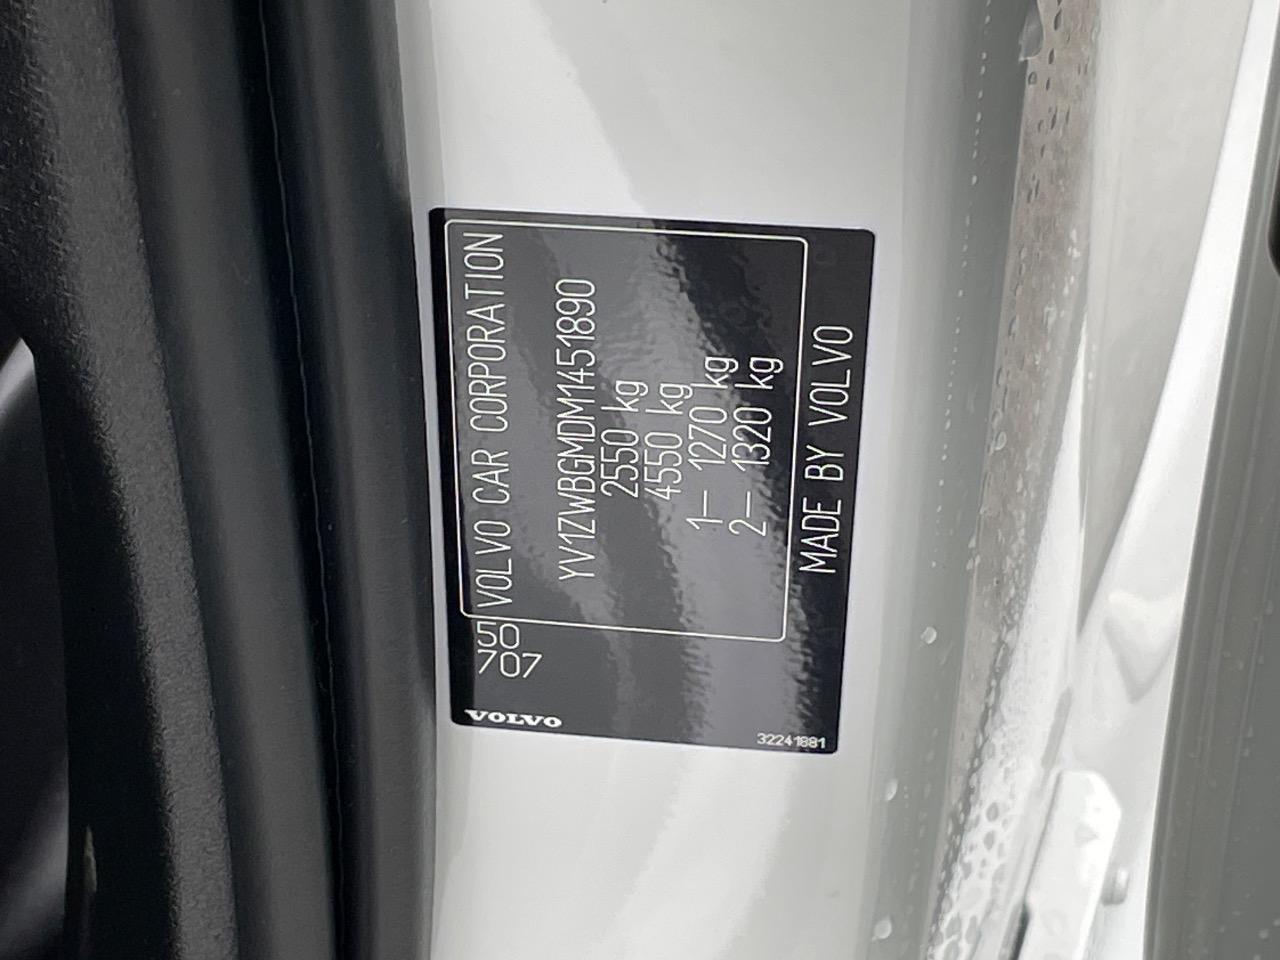 VOLVO
50
707
VOLVO CAR CORPORATION
YV1ZWBGMDM1451890
2550 kg
4550 kg
1– 1270 kg
2– 1320 kg
MADE BY VOLVO
32241881